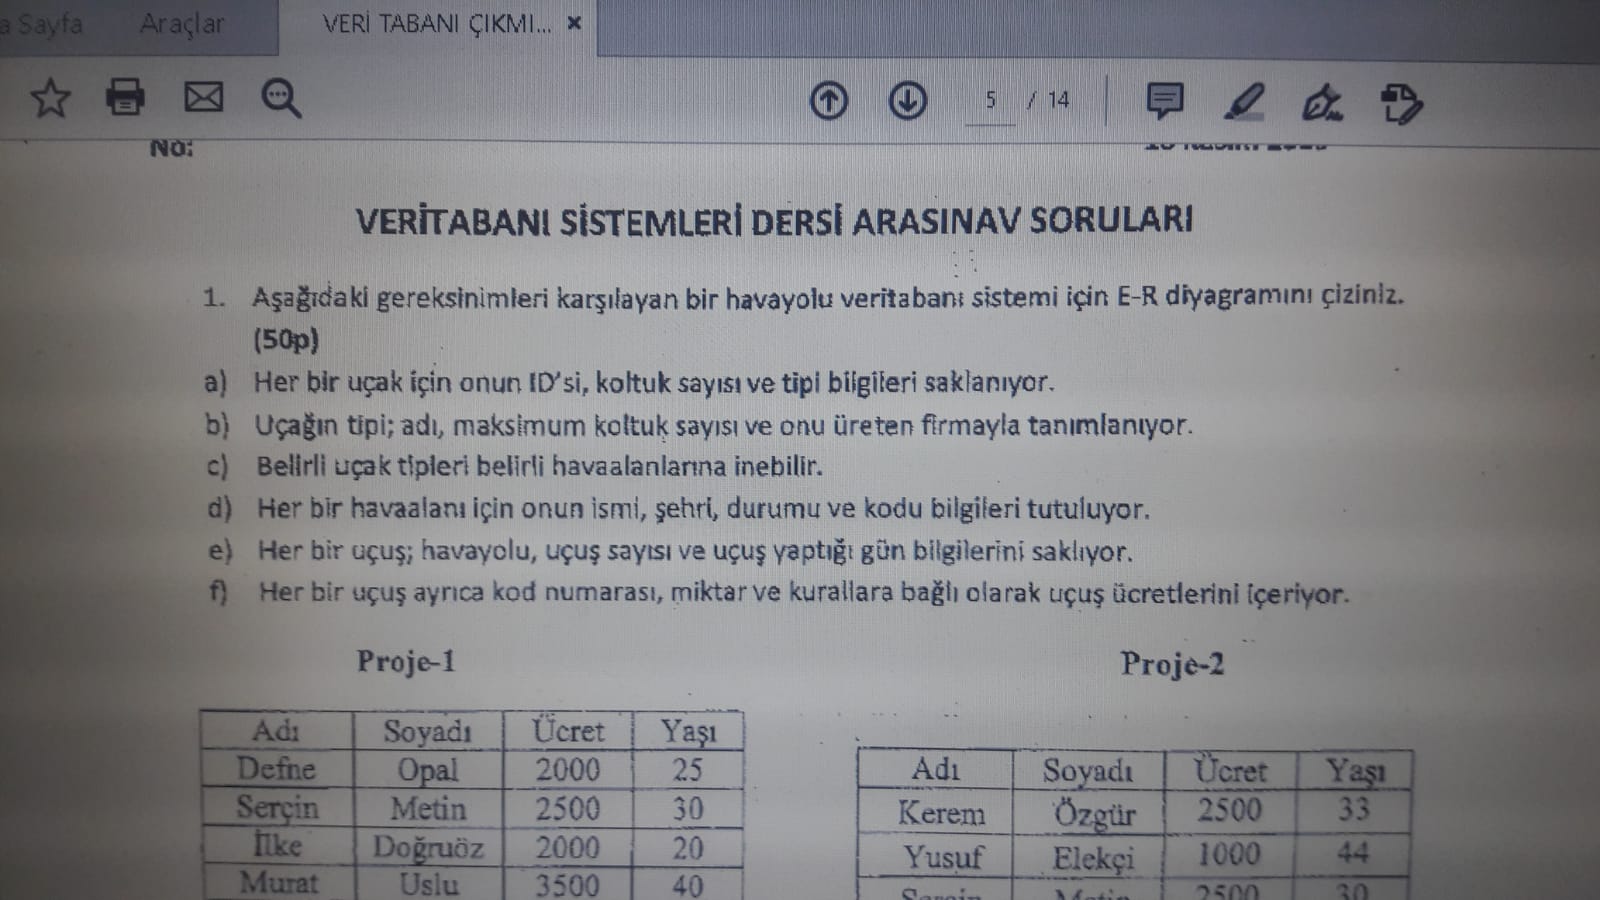 a Sayfa Araçlar VERİ TABANI ÇIKMI... ×
5 / 14
No:
VERİTABANI SİSTEMLERİ DERSİ ARASINAV SORULARI
1. Aşağıdaki gereksinimleri karşılayan bir havayolu veritabanı sistemi için E-R diyagramını çiziniz.
(50p)
a) Her bir uçak için onun ID'si, koltuk sayısı ve tipi bilgileri saklanıyor.
b) Uçağın tipi; adı, maksimum koltuk sayısı ve onu üreten firmayla tanımlanıyor.
c) Belirli uçak tipleri belirli havaalanlarına inebilir.
d) Her bir havaalanı için onun ismi, şehri, durumu ve kodu bilgileri tutuluyor.
e) Her bir uçuş; havayolu, uçuş sayısı ve uçuş yaptığı gün bilgilerini saklıyor.
f) Her bir uçuş ayrıca kod numarası, miktar ve kurallara bağlı olarak uçuş ücretlerini içeriyor.
Proje-1
Adı Soyadı Ücret Yaşı
Defne Opal 2000 25
Serçin Metin 2500 30
İlke Doğruöz 2000 20
Murat Uslu 3500 40
Proje-2
Adı Soyadı Ücret Yaşı
Kerem Özgür 2500 33
Yusuf Elekçi 1000 44
Metin 2500 30